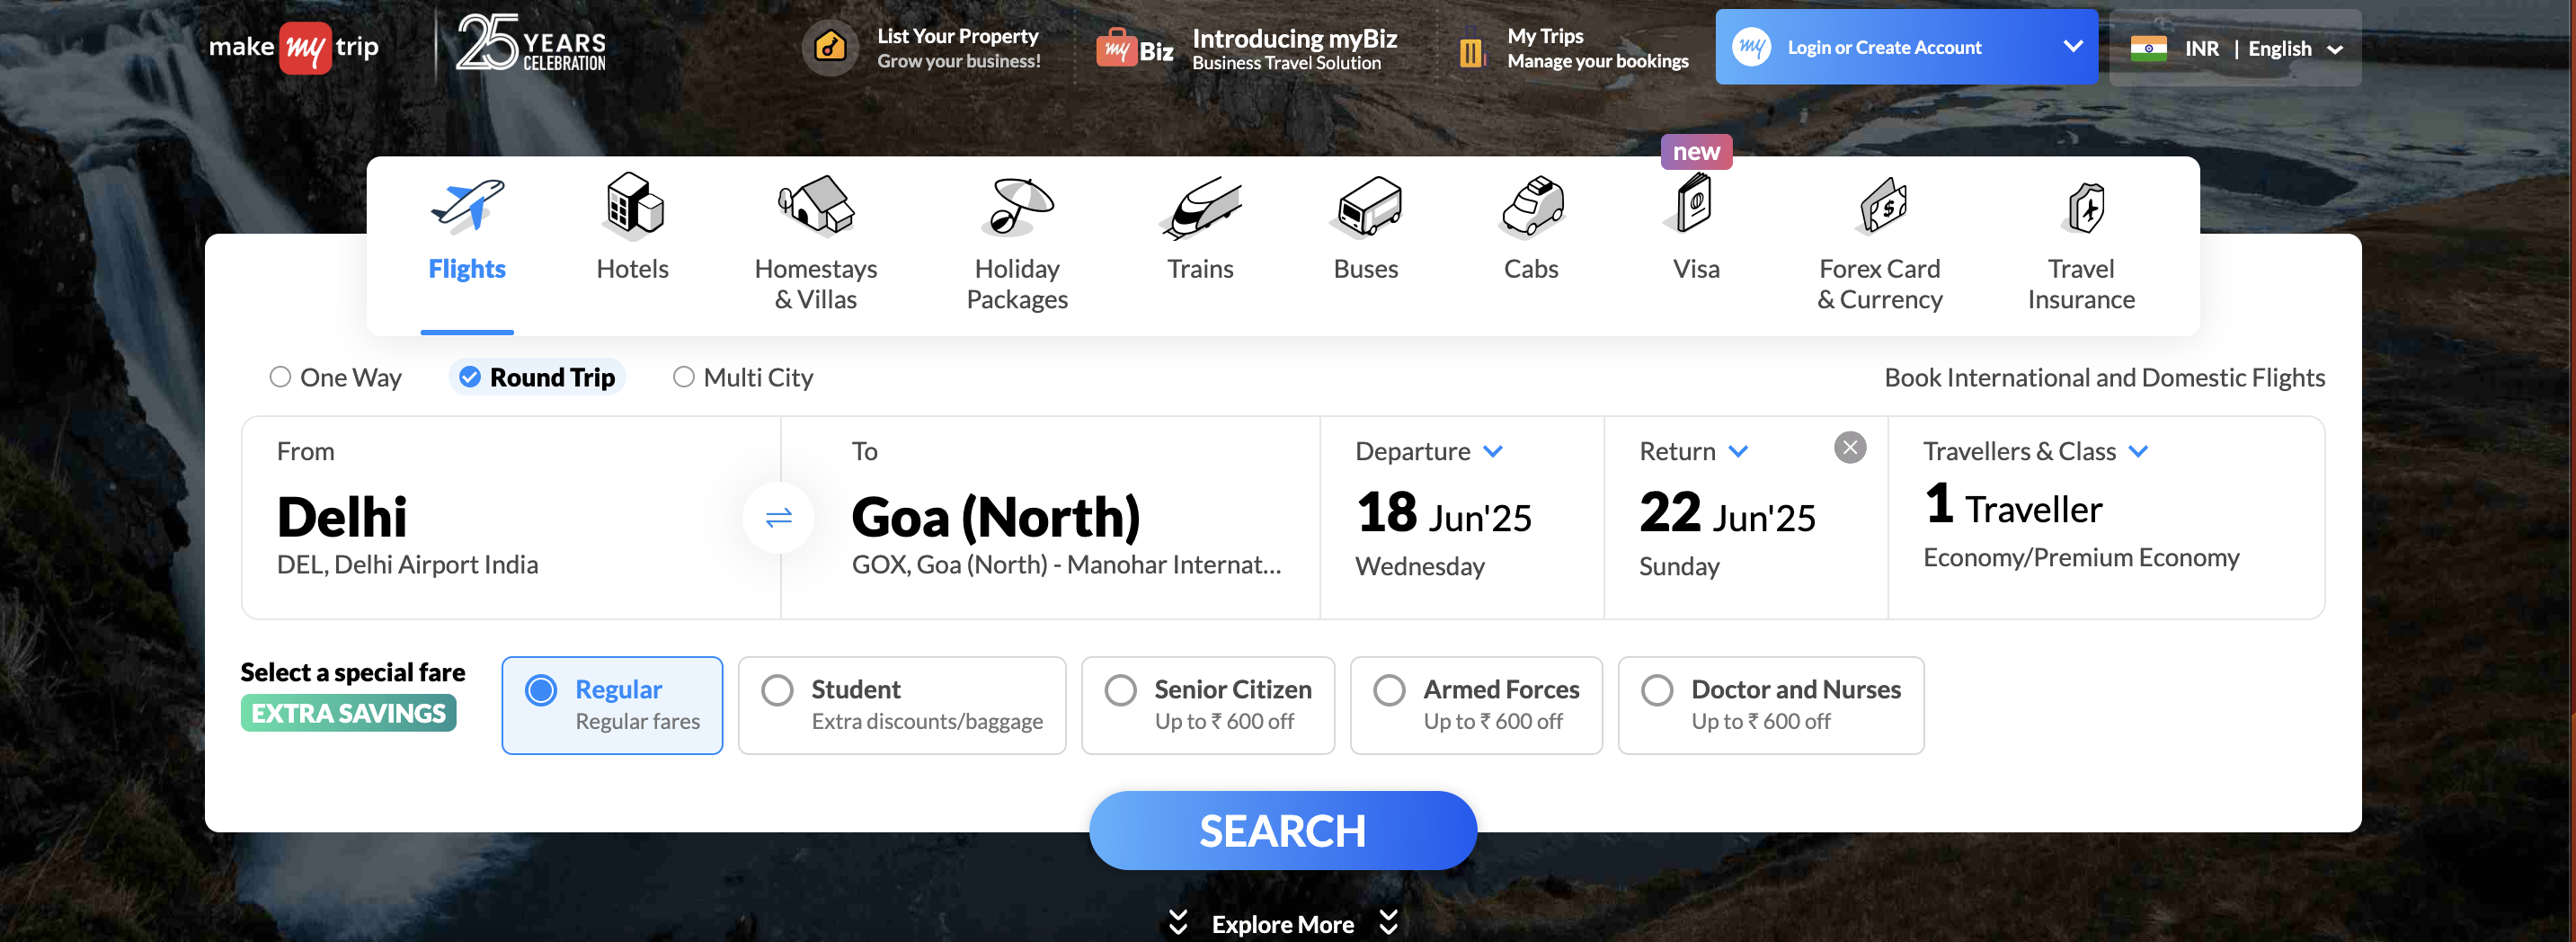 make my trip
25 YEARS
CELEBRATION
List Your Property
Grow your business!
my Biz
Introducing myBiz
Business Travel Solution
My Trips
Manage your bookings
my Login or Create Account
INR | English
new
Flights
Hotels
Homestays
& Villas
Holiday
Packages
Trains
Buses
Cabs
Visa
Forex Card
& Currency
Travel
Insurance
One Way
Round Trip
Multi City
Book International and Domestic Flights
From
Delhi
DEL, Delhi Airport India
To
Goa (North)
GOX, Goa (North) - Manohar Internat...
Departure
18 Jun'25
Wednesday
Return
22 Jun'25
Sunday
Travellers & Class
1 Traveller
Economy/Premium Economy
Select a special fare
EXTRA SAVINGS
Regular
Regular fares
Student
Extra discounts/baggage
Senior Citizen
Up to ₹ 600 off
Armed Forces
Up to ₹ 600 off
Doctor and Nurses
Up to ₹ 600 off
SEARCH
Explore More